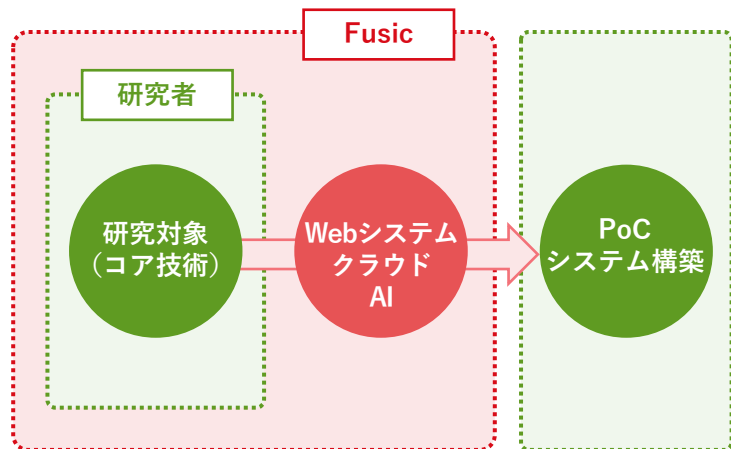 Fusic
研究者
研究対象
（コア技術）
Webシステム
クラウド
AI
PoC
システム構築